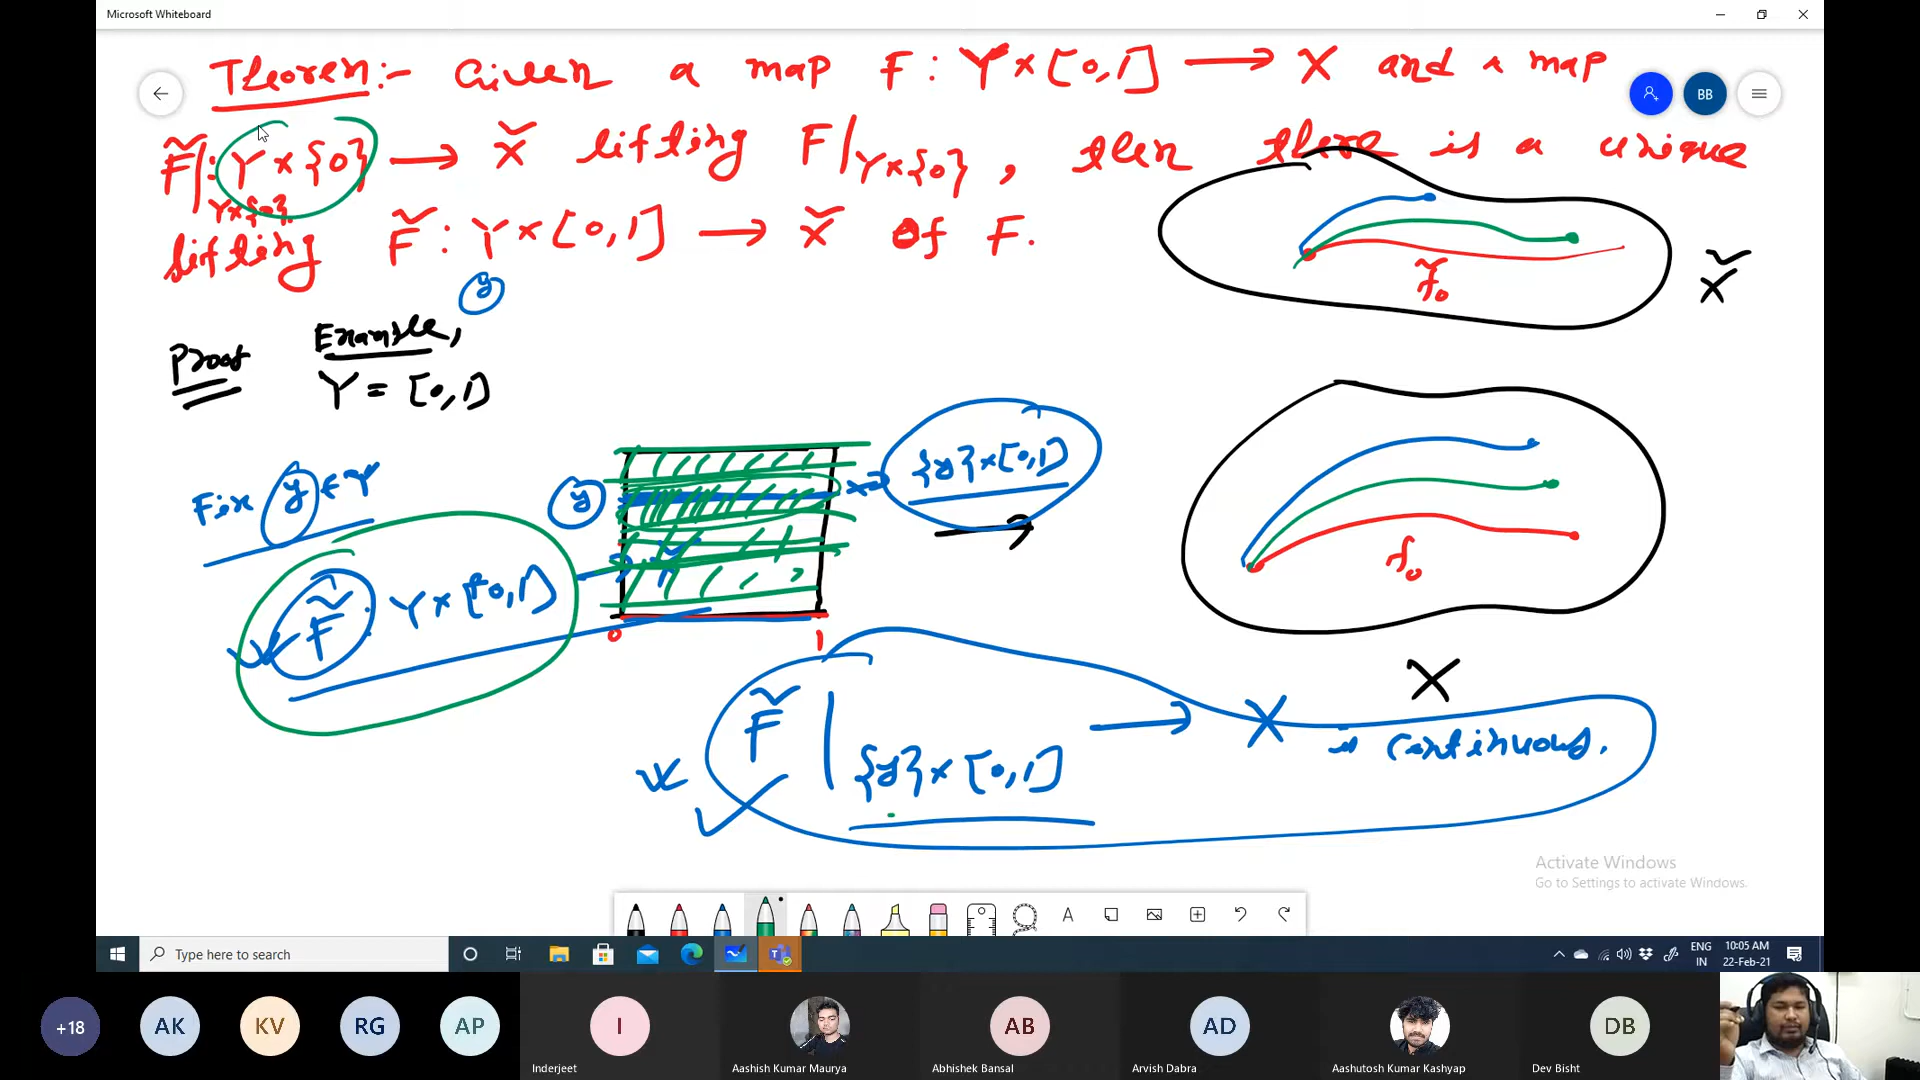 Microsoft Whiteboard
Theorem:- Given a map F : Y × [0,1] → X and a map
F̃| : Y × {0} → X̃ lifting F|Y×{0} , then there is a unique
Y×{0}
lifting F̃ : Y × [0,1] → X̃ of F.
BB
y
Proof Example,
Y = [0,1]
f̃₀
X̃
Fix y ∈ Y
y
{y}×[0,1]
F̃ : Y × [0,1]
0 1
f₀
X
F̃ | {y}×[0,1] → X is continuous.
Activate Windows
Go to Settings to activate Windows.
Type here to search
ENG
IN
10:05 AM
22-Feb-21
+18 AK KV RG AP I AB AD DB
Inderjeet Aashish Kumar Maurya Abhishek Bansal Arvish Dabra Aashutosh Kumar Kashyap Dev Bisht